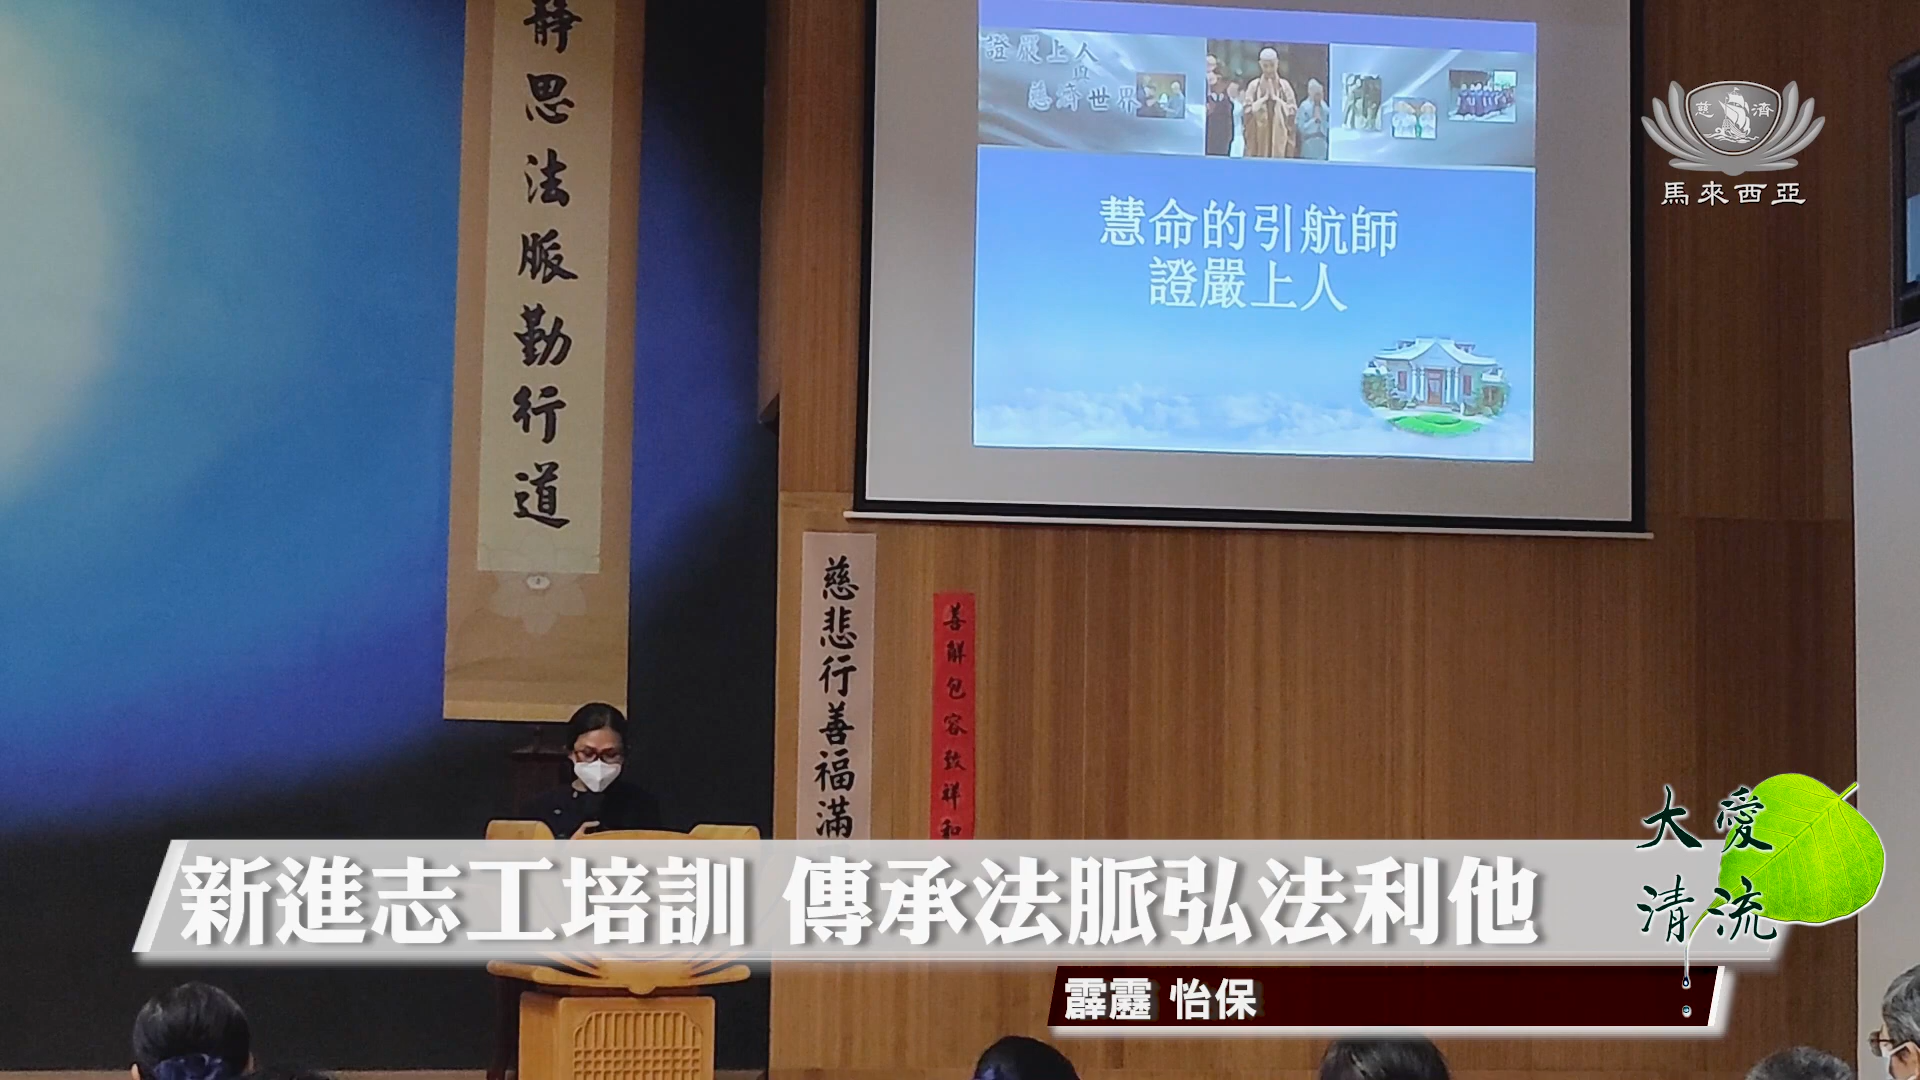 靜思法脈勤行道
證嚴上人
與
慈濟世界
慧命的引航師
證嚴上人
慈濟
馬來西亞
慈悲行善福滿
善解包容致祥和
大愛
清流
新進志工培訓 傳承法脈弘法利他
霹靂 怡保